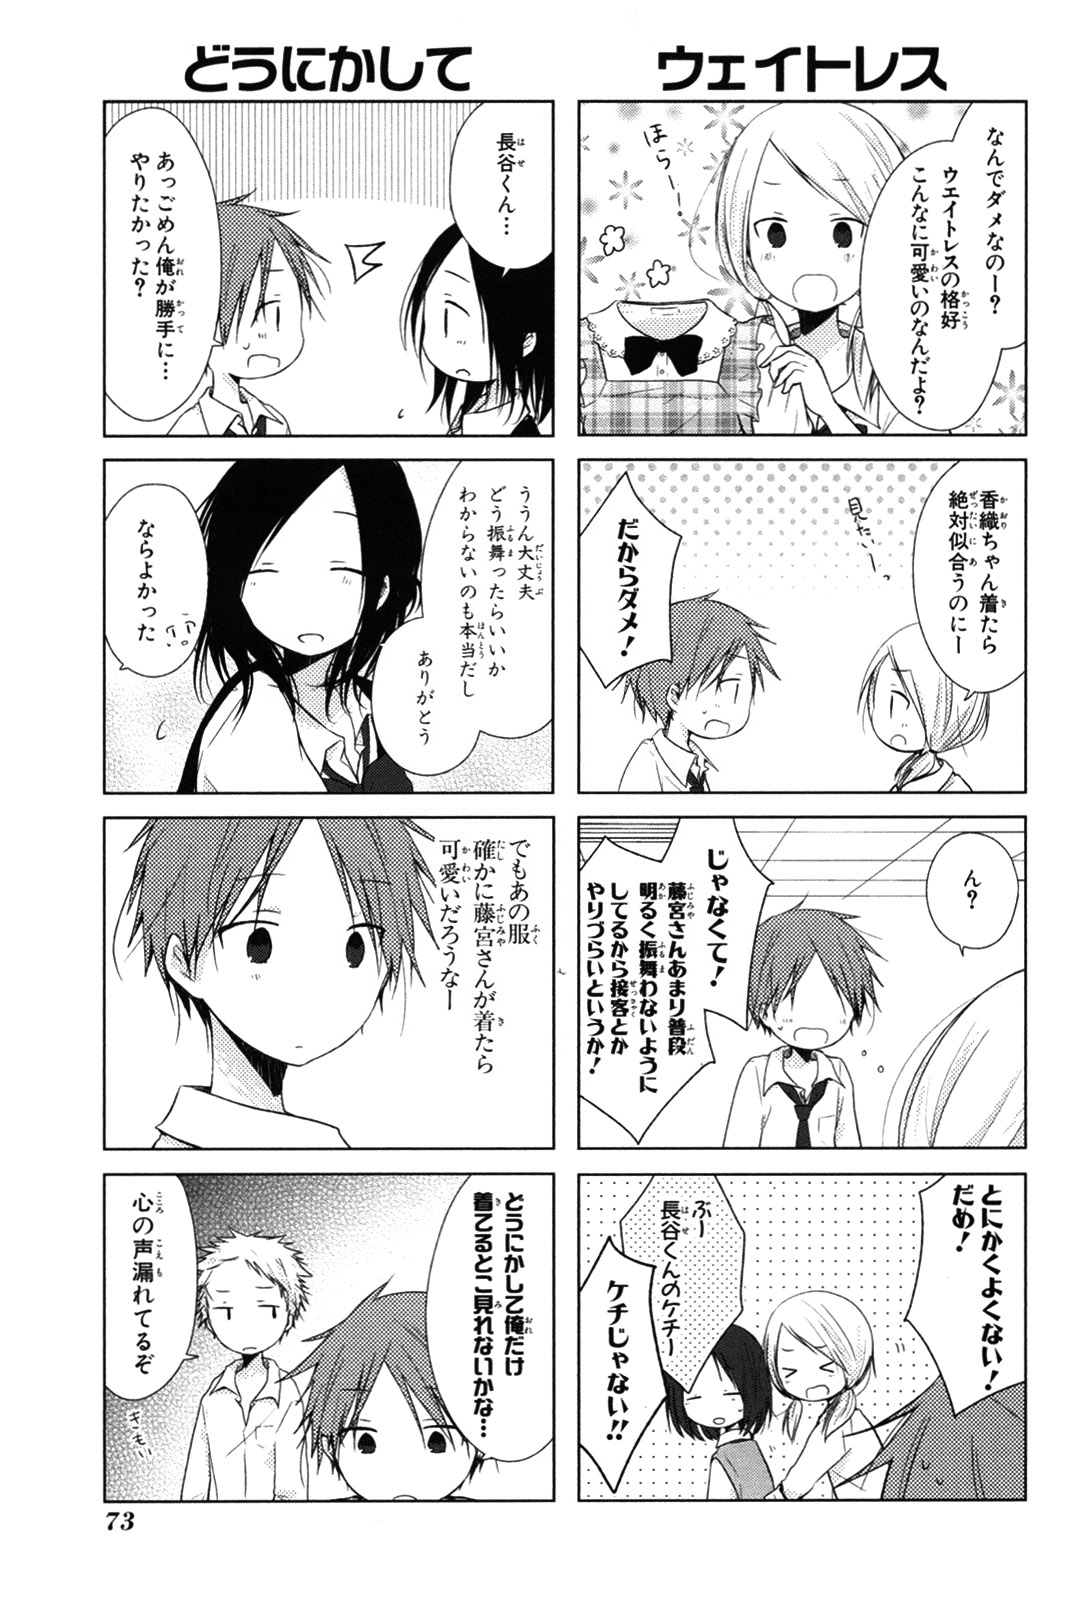 ウェイトレス
なんでダメなのー?
ウエイトレスの格好
こんなに可愛いのなんだよ?
ほらー!
香織ちゃん着たら
絶対似合うのにー
見たいー。
だからダメ!
ん?
じゃなくて!
藤宮さんあまり普段
明るく振舞わないように
してるから接客とか
やりづらいというか!
とにかくよくない!
だめ!
ぶー
長谷くんのケチー
ケチじゃない!!
どうにかして
長谷くん…
あっごめん俺が勝手に…
やりたかった?
ううん大丈夫
どう振舞ったらいいか
わからないのも本当だし
ありがとう
ならよかった
でもあの服
確かに藤宮さんが着たら
可愛いだろうなー
どうにかして俺だけ
着てるとこ見れないかな…
心の声漏れてるぞ
きもい
73